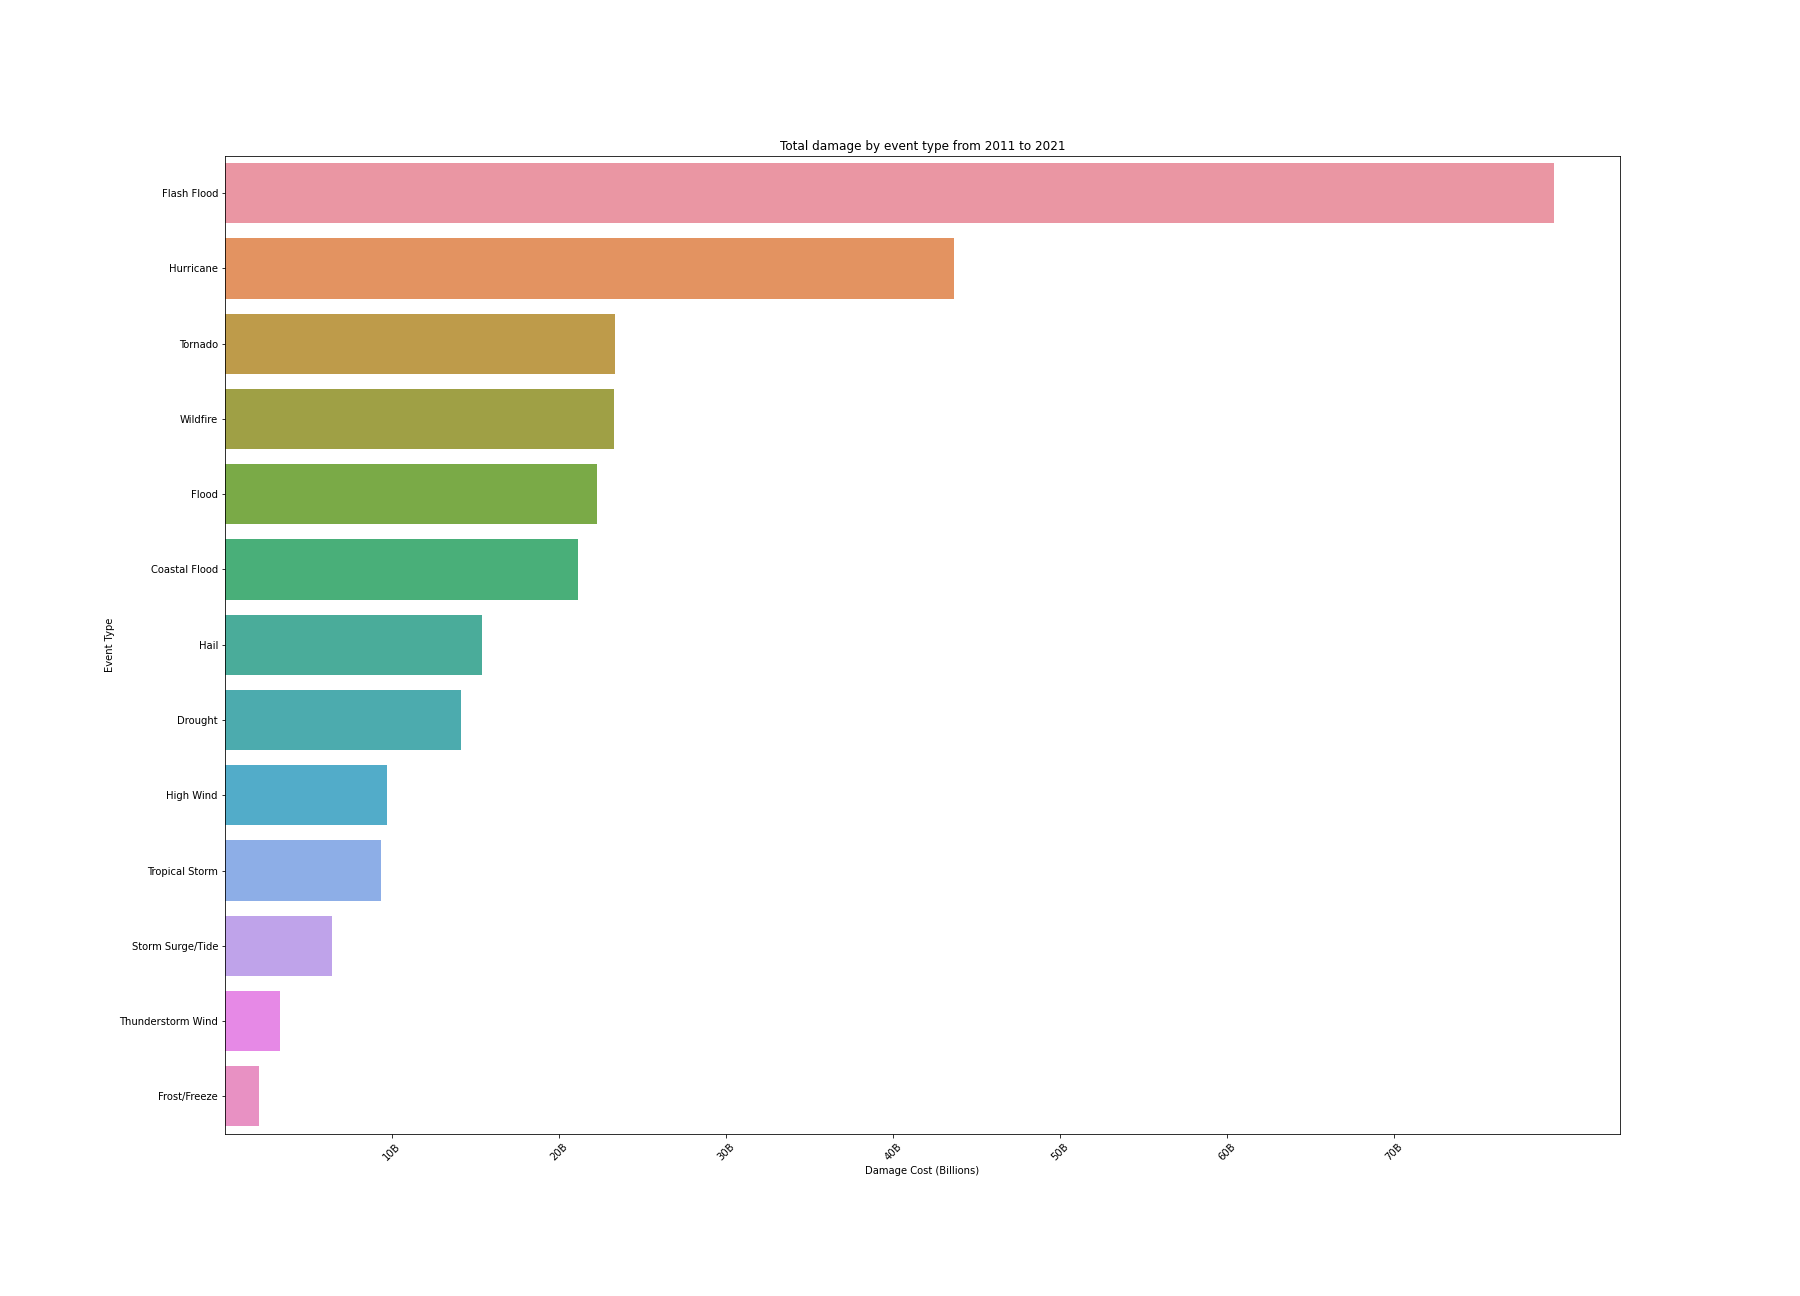 Total damage by event type from 2011 to 2021
Event Type
Flash Flood
Hurricane
Tornado
Wildfire
Flood
Coastal Flood
Hail
Drought
High Wind
Tropical Storm
Storm Surge/Tide
Thunderstorm Wind
Frost/Freeze
10B
20B
30B
40B
50B
60B
70B
Damage Cost (Billions)